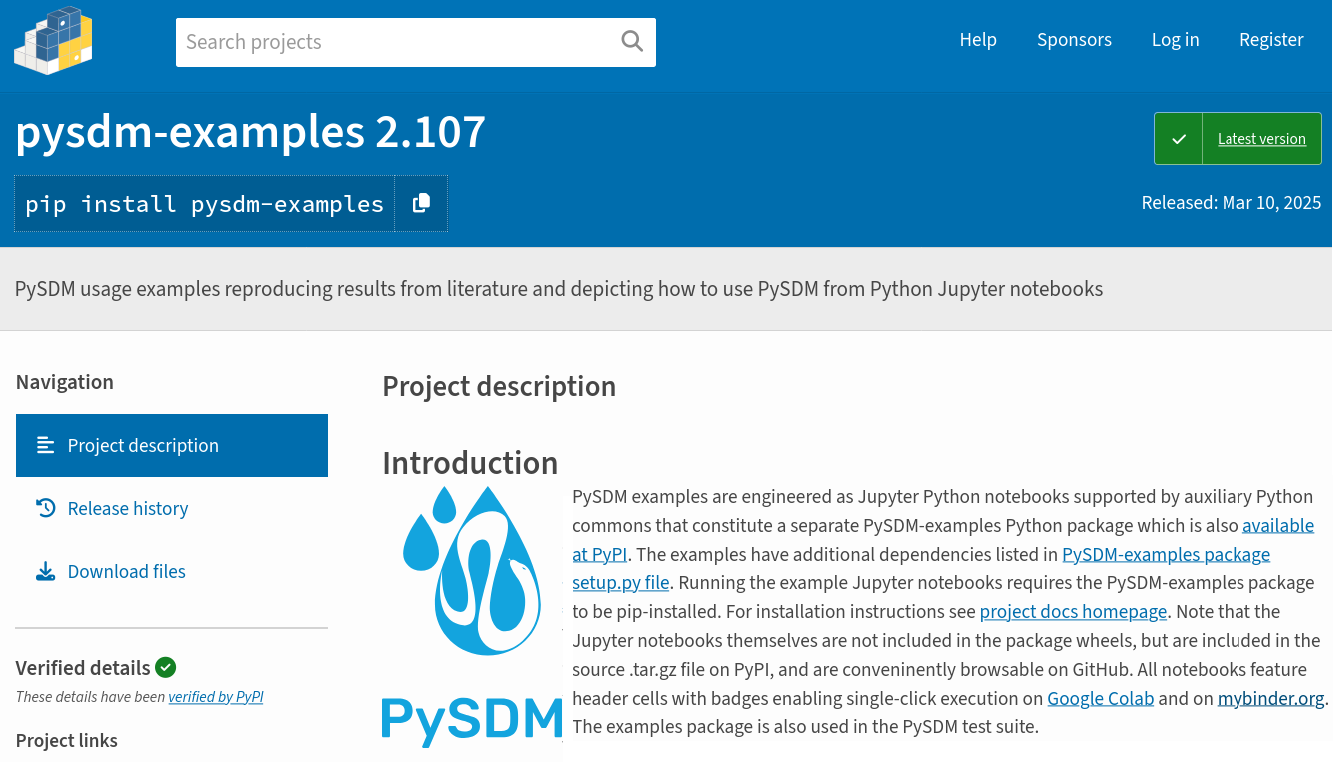 Search projects
Help
Sponsors
Log in
Register
pysdm-examples 2.107
Latest version
pip install pysdm-examples
Released: Mar 10, 2025
PySDM usage examples reproducing results from literature and depicting how to use PySDM from Python Jupyter notebooks
Navigation
Project description
Release history
Download files
Verified details
These details have been verified by PyPI
Project links
Project description
Introduction
PySDM
PySDM examples are engineered as Jupyter Python notebooks supported by auxiliary Python
commons that constitute a separate PySDM-examples Python package which is also available
at PyPI. The examples have additional dependencies listed in PySDM-examples package
setup.py file. Running the example Jupyter notebooks requires the PySDM-examples package
to be pip-installed. For installation instructions see project docs homepage. Note that the
Jupyter notebooks themselves are not included in the package wheels, but are included in the
source .tar.gz file on PyPI, and are conveninently browsable on GitHub. All notebooks feature
header cells with badges enabling single-click execution on Google Colab and on mybinder.org.
The examples package is also used in the PySDM test suite.